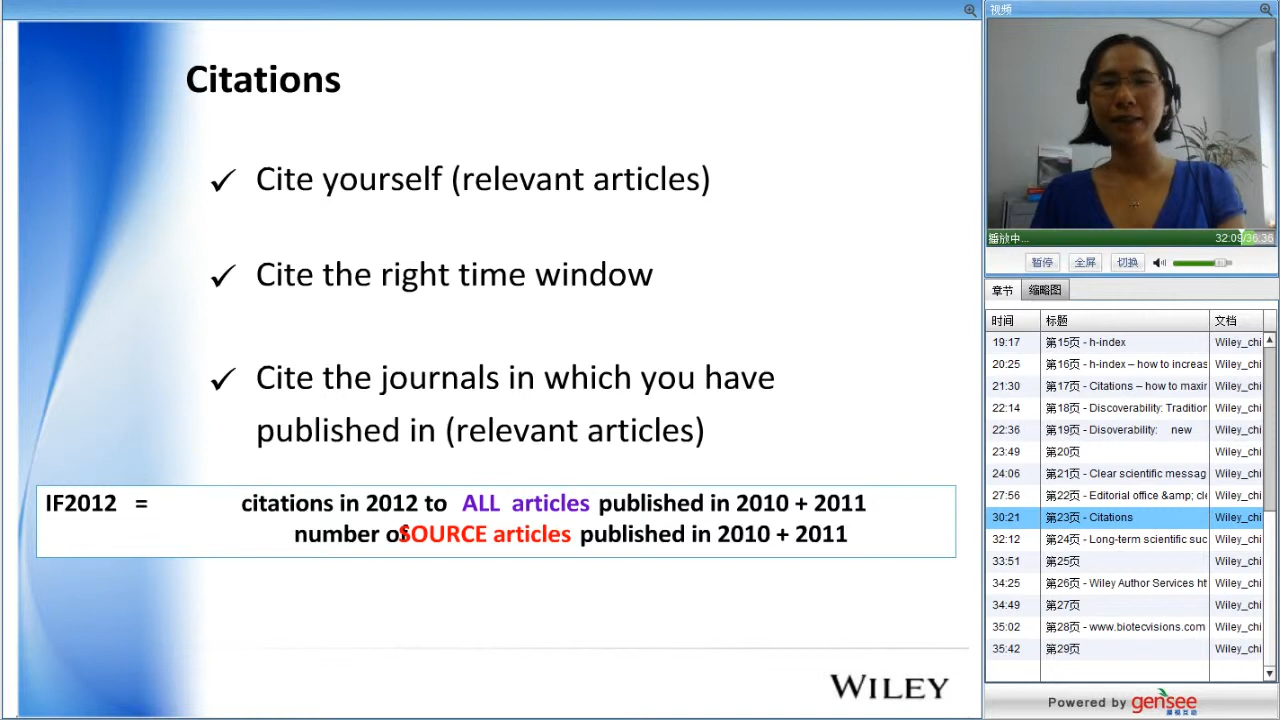 Citations
✓ Cite yourself (relevant articles)
✓ Cite the right time window
✓ Cite the journals in which you have
published in (relevant articles)
IF2012 = citations in 2012 to ALL articles published in 2010 + 2011
number of SOURCE articles published in 2010 + 2011
WILEY
视频
播放中... 32:09/36:36
暂停 全屏 切换
章节 缩略图
时间 标题 文档
19:17 第15页 - h-index Wiley_chi
20:25 第16页 - h-index – how to increas Wiley_chi
21:30 第17页 - Citations – how to maxir Wiley_chi
22:14 第18页 - Discoverability: Tradition Wiley_chi
22:36 第19页 - Disoverability: new Wiley_chi
23:49 第20页 Wiley_chi
24:06 第21页 - Clear scientific messag Wiley_chi
27:56 第22页 - Editorial office &amp; cle Wiley_chi
30:21 第23页 - Citations Wiley_chi
32:12 第24页 - Long-term scientific suc Wiley_chi
33:51 第25页 Wiley_chi
34:25 第26页 - Wiley Author Services ht Wiley_chi
34:49 第27页 Wiley_chi
35:02 第28页 - www.biotecvisions.com Wiley_chi
35:42 第29页 Wiley_chi
Powered by gensee
展视互动